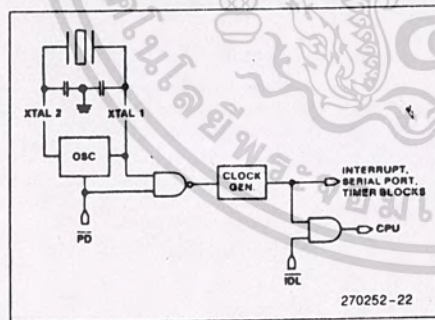 XTAL 2
XTAL 1
OSC
PD
CLOCK
GEN.
INTERRUPT,
SERIAL PORT,
TIMER BLOCKS
CPU
IDL
270252-22